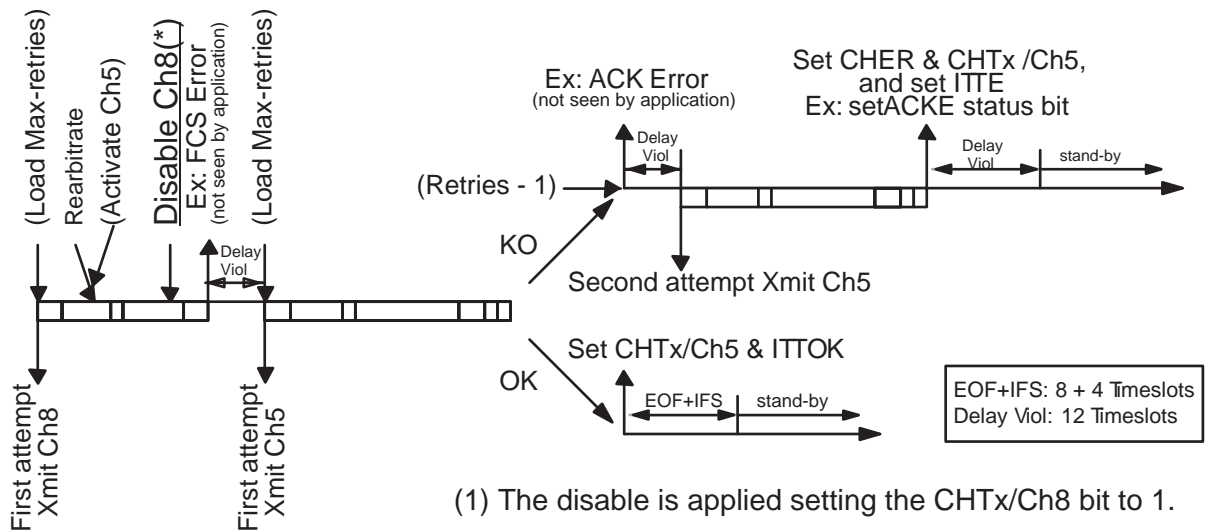 (Load Max-retries)
Rearbitrate
(Activate Ch5)
Disable Ch8(*)
Ex: FCS Error
(not seen by application)
(Load Max-retries)
Delay
Viol
First attempt
Xmit Ch8
First attempt
Xmit Ch5
(Retries - 1)
KO
OK
Ex: ACK Error
(not seen by application)
Delay
Viol
Second attempt Xmit Ch5
Set CHER & CHTx /Ch5,
and set ITTE
Ex: setACKE status bit
Delay
Viol
stand-by
Set CHTx/Ch5 & ITTOK
EOF+IFS
stand-by
EOF+IFS: 8 + 4 Timeslots
Delay Viol: 12 Timeslots
(1) The disable is applied setting the CHTx/Ch8 bit to 1.